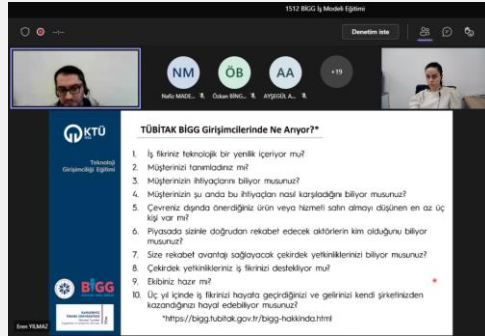 1512 BİGG İş Modeli Eğitimi
--:--
Denetim iste
NM
ÖB
AA
+19
Nafiz MADE...
Özkan BİNG...
AYŞEGÜL A...
KTÜ
Teknoloji
Girişimciliği Eğitimi
TÜBİTAK BİGG Girişimcilerinde Ne Arıyor?*
1. İş fikriniz teknolojik bir yenilik içeriyor mu?
2. Müşterinizi tanımladınız mı?
3. Müşterinizin ihtiyaçlarını biliyor musunuz?
4. Müşterinizin şu anda bu ihtiyaçları nasıl karşıladığını biliyor musunuz?
5. Çevreniz dışında önerdiğiniz ürün veya hizmeti satın almayı düşünen en az üç
kişi var mı?
6. Piyasada sizinle doğrudan rekabet edecek aktörlerin kim olduğunu biliyor
musunuz?
7. Size rekabet avantajı sağlayacak çekirdek yetkinliklerinizi biliyor musunuz?
8. Çekirdek yetkinlikleriniz iş fikrinizi destekliyor mu?
9. Ekibiniz hazır mı?
10. Üç yıl içinde iş fikrinizi hayata geçirdiğinizi ve gelirinizi kendi şirketinizden
kazandığınızı hayal edebiliyor musunuz?
*https://bigg.tubitak.gov.tr/bigg-hakkinda.html
BiGG
Eren YILMAZ